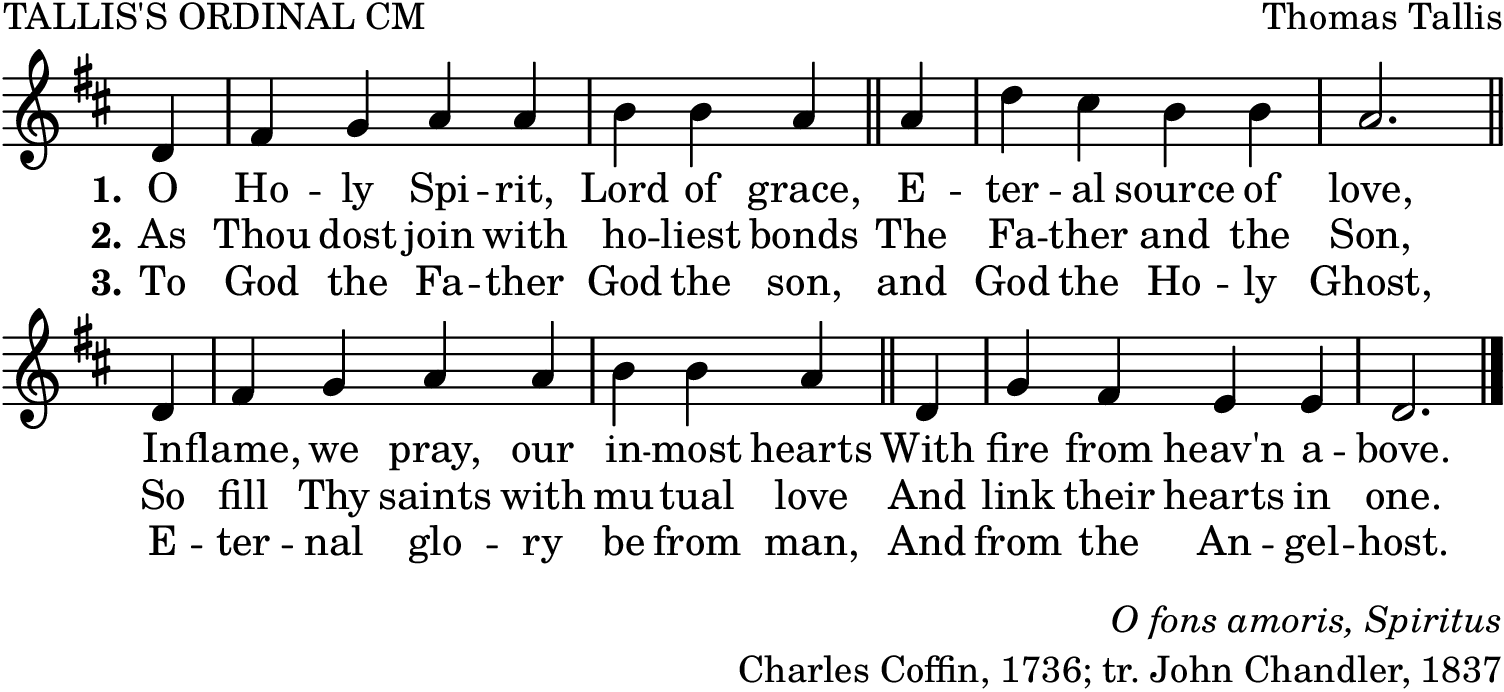 TALLIS'S ORDINAL CM
Thomas Tallis
1. O Ho - ly Spi - rit, Lord of grace, E - ter - al source of love,
2. As Thou dost join with ho - liest bonds The Fa - ther and the Son,
3. To God the Fa - ther God the son, and God the Ho - ly Ghost,
Inflame, we pray, our in - most hearts With fire from heav'n a - bove.
So fill Thy saints with mu tual love And link their hearts in one.
E - ter - nal glo - ry be from man, And from the An - gel - host.
O fons amoris, Spiritus
Charles Coffin, 1736; tr. John Chandler, 1837